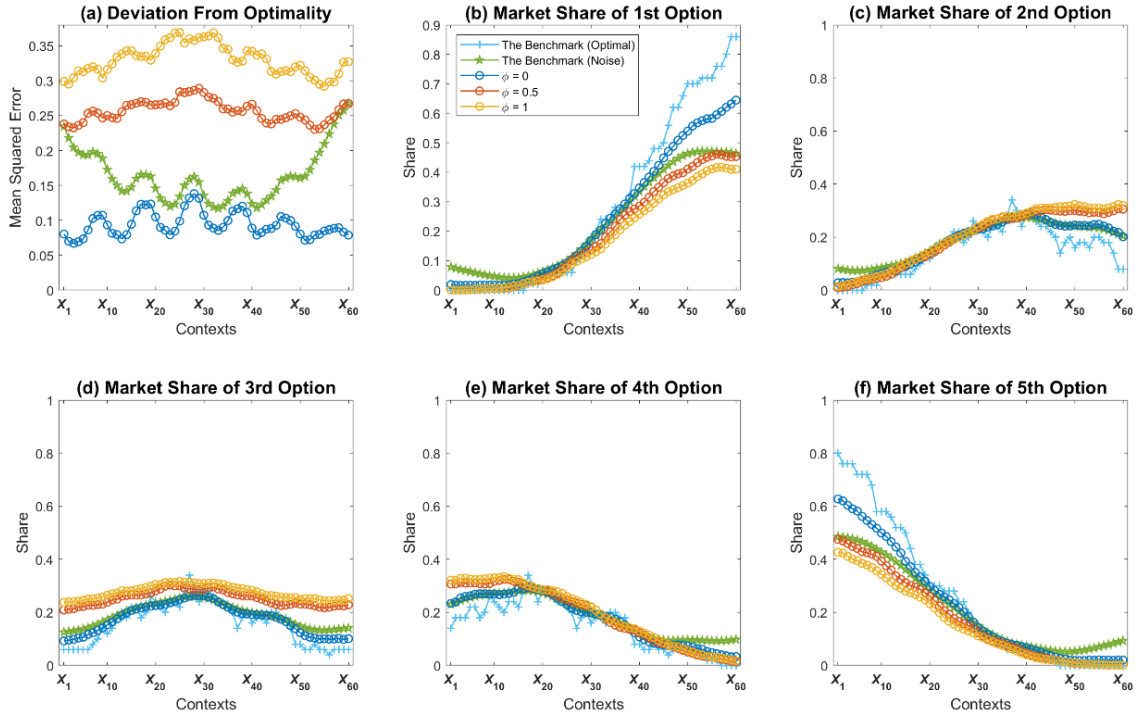 (a) Deviation From Optimality
Mean Squared Error
0.35
0.3
0.25
0.2
0.15
0.1
0.05
0
X1 X10 X20 X30 X40 X50 X60
Contexts
(b) Market Share of 1st Option
Share
0.9
0.8
0.7
0.6
0.5
0.4
0.3
0.2
0.1
0
The Benchmark (Optimal)
The Benchmark (Noise)
ϕ = 0
ϕ = 0.5
ϕ = 1
X1 X10 X20 X30 X40 X50 X60
Contexts
(c) Market Share of 2nd Option
Share
1
0.8
0.6
0.4
0.2
0
X1 X10 X20 X30 X40 X50 X60
Contexts
(d) Market Share of 3rd Option
Share
1
0.8
0.6
0.4
0.2
0
X1 X10 X20 X30 X40 X50 X60
Contexts
(e) Market Share of 4th Option
Share
1
0.8
0.6
0.4
0.2
0
X1 X10 X20 X30 X40 X50 X60
Contexts
(f) Market Share of 5th Option
Share
1
0.8
0.6
0.4
0.2
0
X1 X10 X20 X30 X40 X50 X60
Contexts